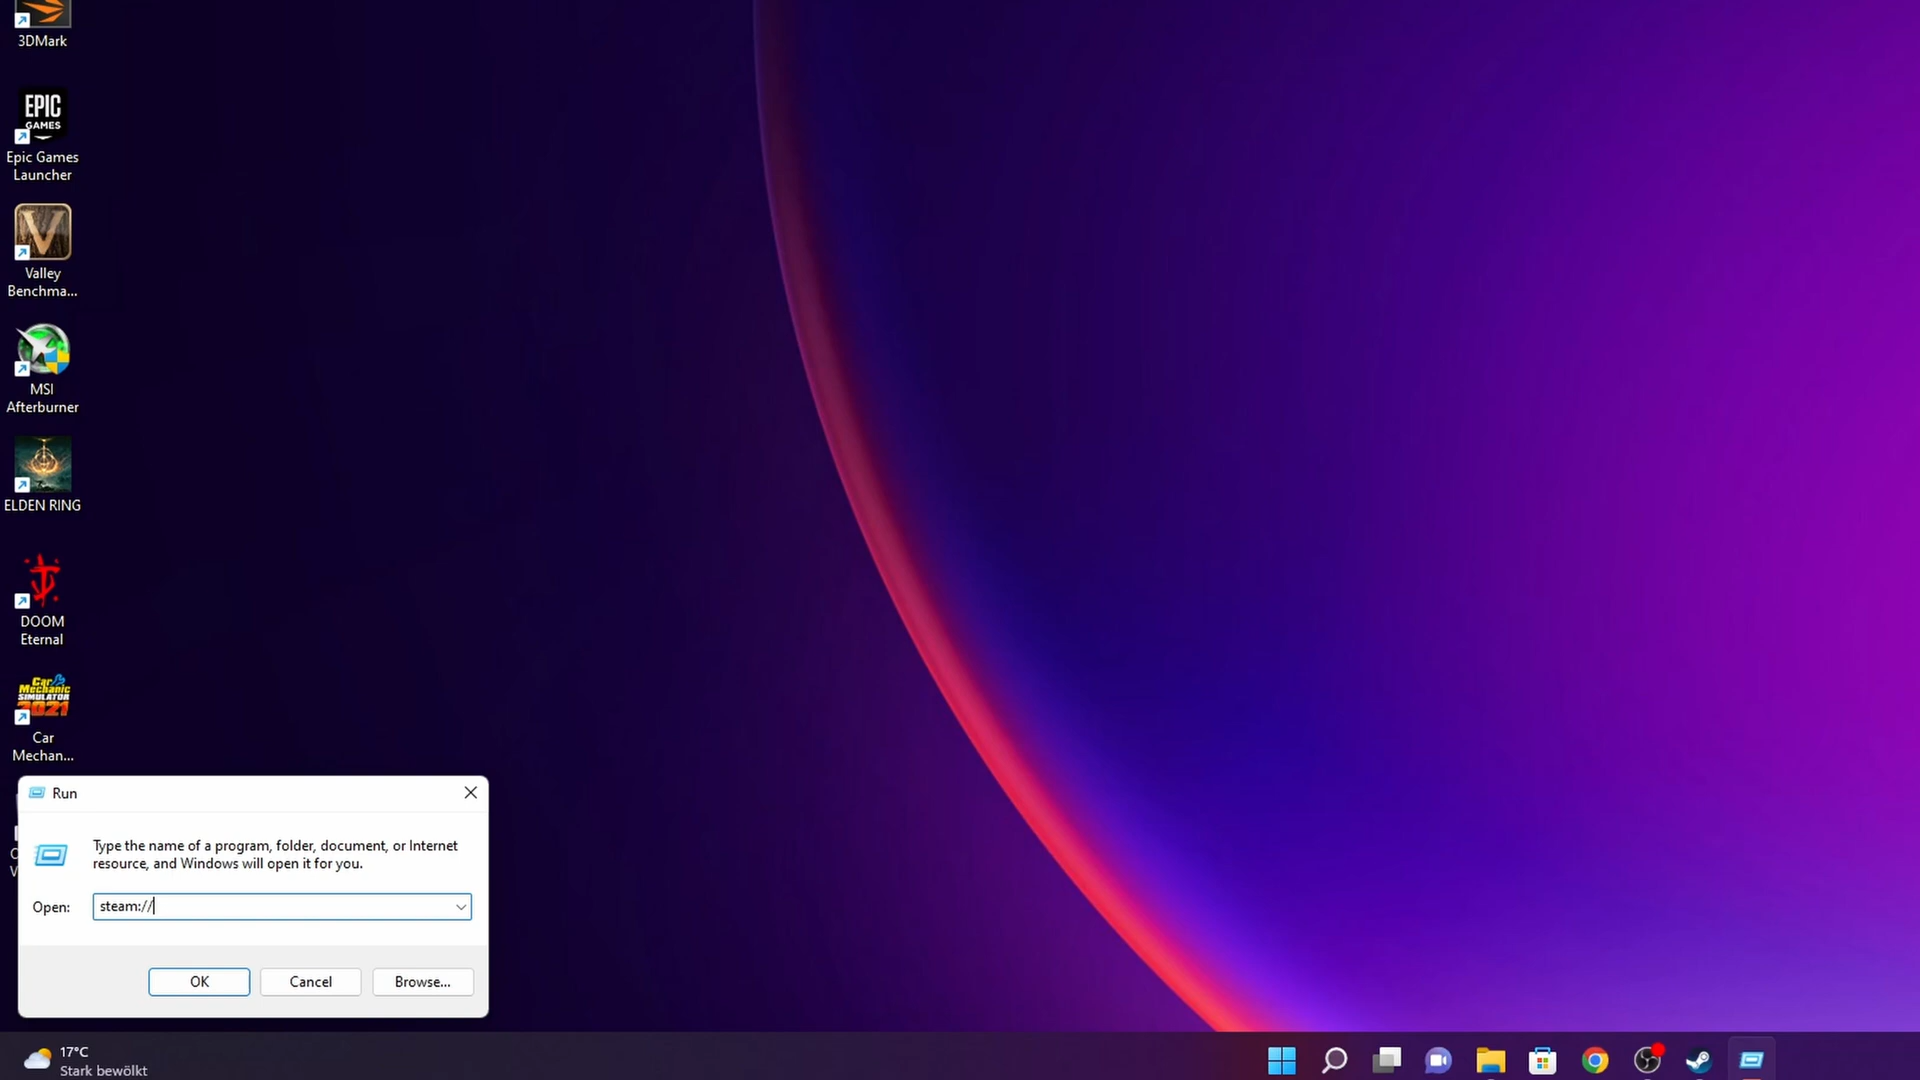 3DMark
EPIC
GAMES
Epic Games
Launcher
V
Valley
Benchma...
MSI
Afterburner
ELDEN RING
DOOM
Eternal
Car
Mechanic
SIMULATOR
2021
Car
Mechan...
Run
Type the name of a program, folder, document, or Internet
resource, and Windows will open it for you.
Open:
steam://
OK
Cancel
Browse...
17°C
Stark bewölkt